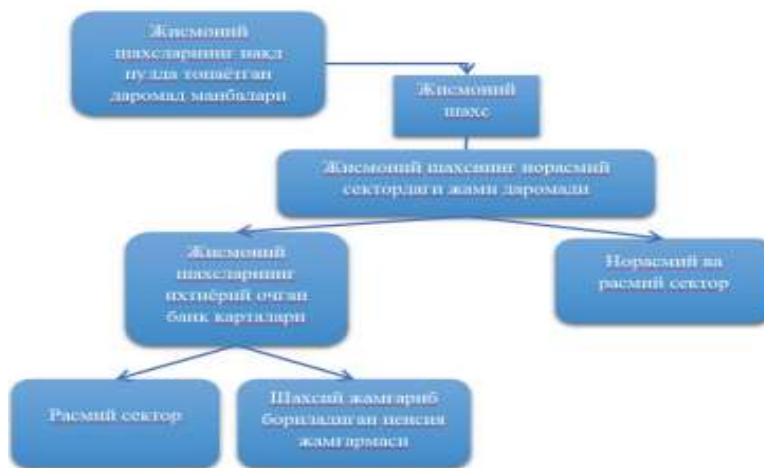 Жисмоний
шахсларнинг нақд
пулда топаётган
даромад манбалари
Жисмоний
шахс
Жисмоний шахснинг норасмий
сектордаги жами даромади
Жисмоний
шахсларнинг
ихтиёрий очган
банк карталари
Норасмий ва
расмий сектор
Расмий сектор
Шахсий жамғариб
бориладиган пенсия
жамғармаси